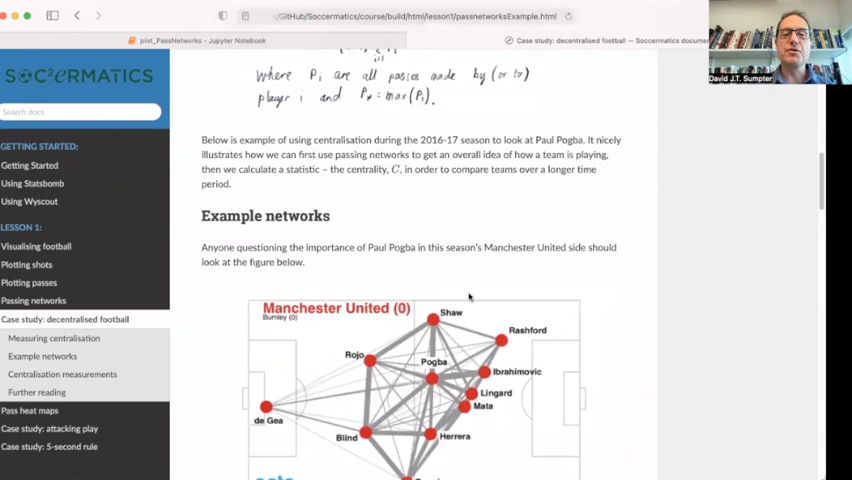 /GitHub/Soccermatics/course/build/html/lesson1/passnetworksExample.html
plot_PassNetworks - Jupyter Notebook
Case study: decentralised football — Soccermatics
David J.T. Sumpter
SOC²ERMATICS
Search docs
GETTING STARTED:
Getting Started
Using Statsbomb
Using Wyscout
LESSON 1:
Visualising football
Plotting shots
Plotting passes
Passing networks
Case study: decentralised football
Measuring centralisation
Example networks
Centralisation measurements
Further reading
Pass heat maps
Case study: attacking play
Case study: 5-second rule
where Pi are all passes made by (or to)
player i and P* = max(Pi).
Below is example of using centralisation during the 2016-17 season to look at Paul Pogba. It nicely
illustrates how we can first use passing networks to get an overall idea of how a team is playing,
then we calculate a statistic – the centrality, C, in order to compare teams over a longer time
period.
Example networks
Anyone questioning the importance of Paul Pogba in this season's Manchester United side should
look at the figure below.
Manchester United (0)
Burnley (0)
Shaw
Rashford
Rojo
Pogba
Ibrahimovic
Lingard
Mata
de Gea
Blind
Herrera